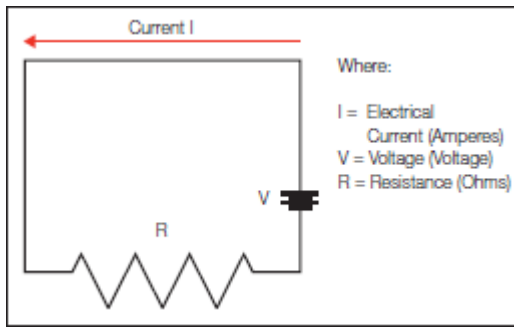 Current I
Where:
I = Electrical
Current (Amperes)
V = Voltage (Voltage)
R = Resistance (Ohms)
V
R